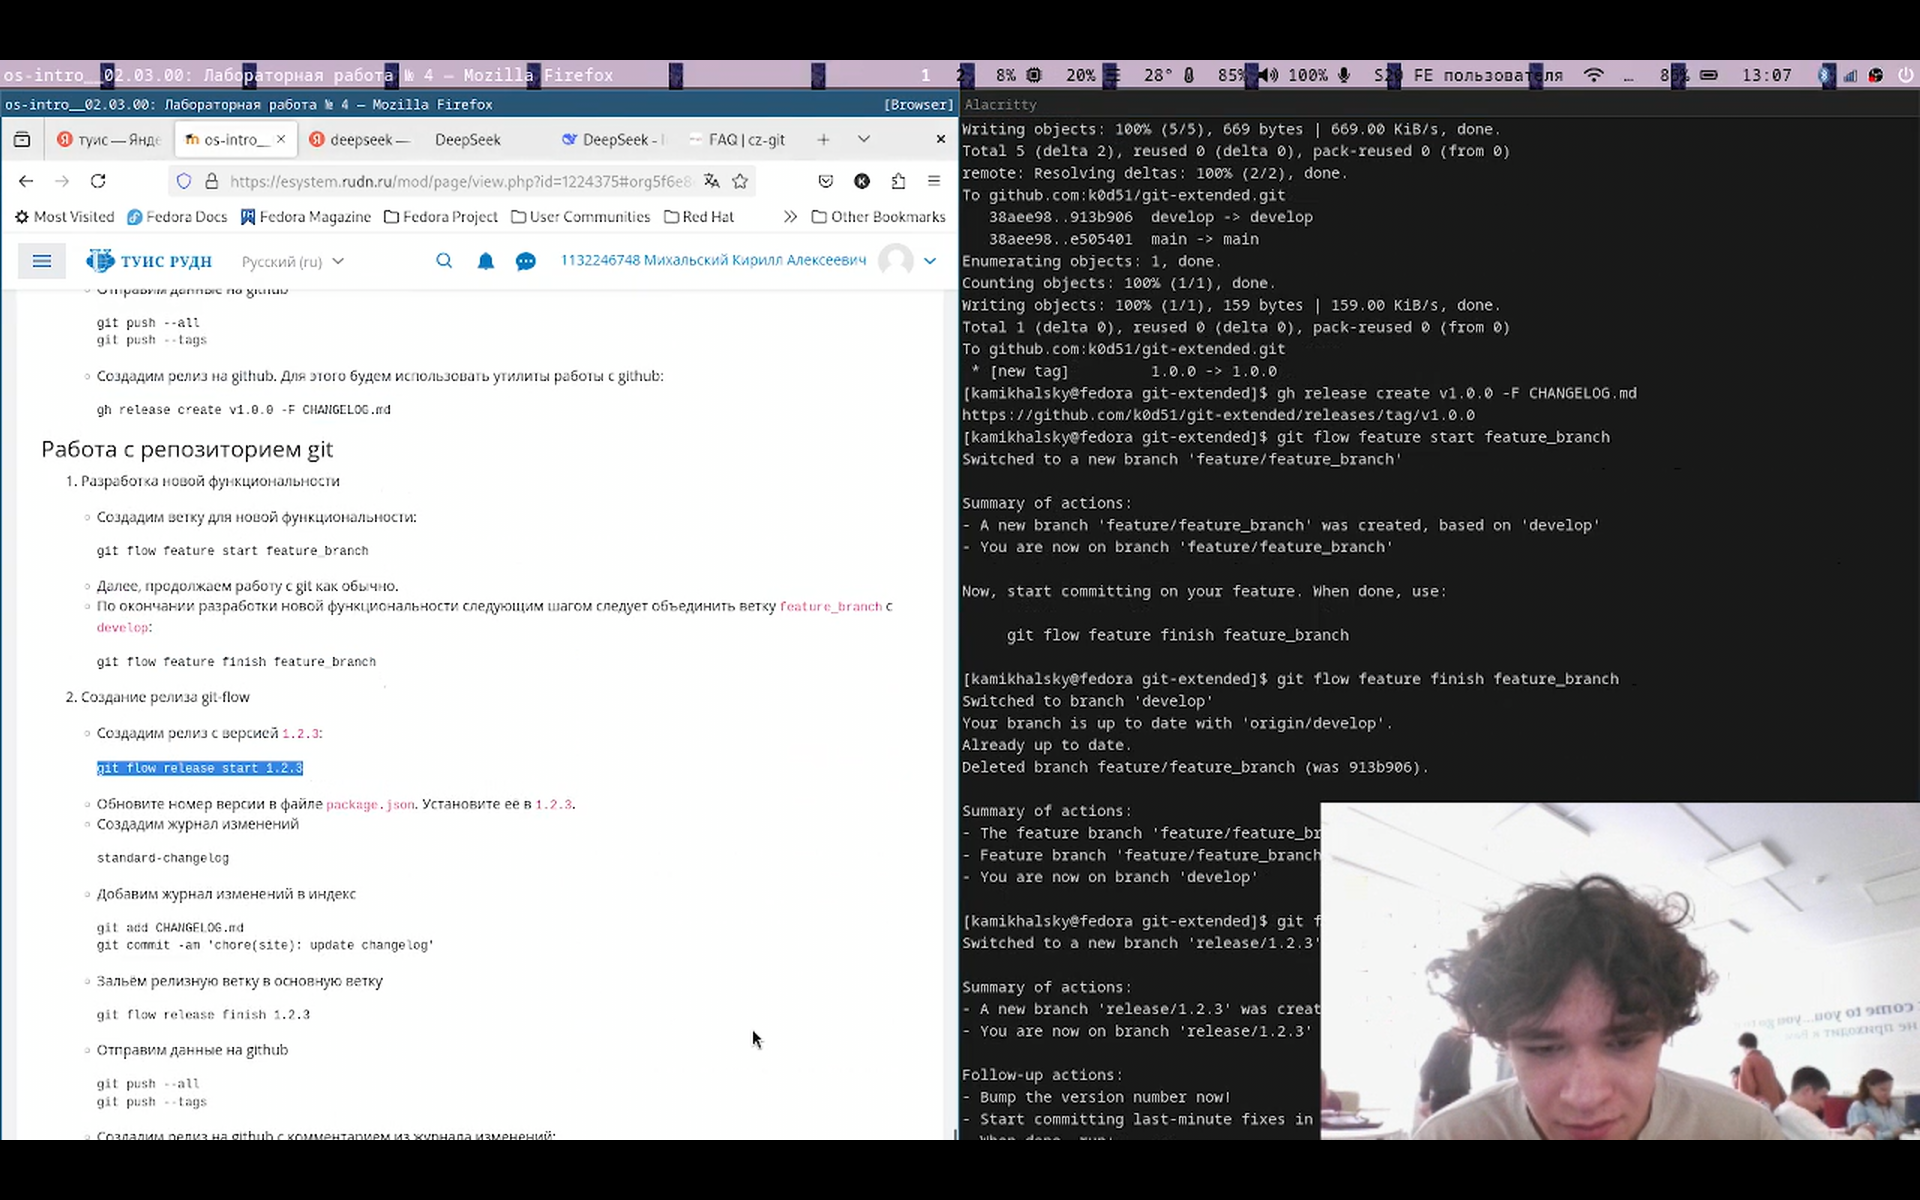 os-intro__02.03.00: Лабораторная работа № 4 — Mozilla Firefox
1 2 8% 20% 28° 85% 100% FE пользователя … 13:07
os-intro__02.03.00: Лабораторная работа № 4 — Mozilla Firefox [Browser]
туис — Янде
os-intro__
deepseek —
DeepSeek
DeepSeek - I
FAQ | cz-git
https://esystem.rudn.ru/mod/page/view.php?id=1224375#org5f6e8
Most Visited Fedora Docs Fedora Magazine Fedora Project User Communities Red Hat Other Bookmarks
ТУИС РУДН Русский (ru) 1132246748 Михальский Кирилл Алексеевич
Отправим данные на github
git push --all
git push --tags
Создадим релиз на github. Для этого будем использовать утилиты работы с github:
gh release create v1.0.0 -F CHANGELOG.md
Работа с репозиторием git
1. Разработка новой функциональности
Создадим ветку для новой функциональности:
git flow feature start feature_branch
Далее, продолжаем работу с git как обычно.
По окончании разработки новой функциональности следующим шагом следует объединить ветку feature_branch с
develop:
git flow feature finish feature_branch
2. Создание релиза git-flow
Создадим релиз с версией 1.2.3:
git flow release start 1.2.3
Обновите номер версии в файле package.json. Установите её в 1.2.3.
Создадим журнал изменений
standard-changelog
Добавим журнал изменений в индекс
git add CHANGELOG.md
git commit -am 'chore(site): update changelog'
Зальём релизную ветку в основную ветку
git flow release finish 1.2.3
Отправим данные на github
git push --all
git push --tags
Создадим релиз на github с комментарием из журнала изменений:
Alacritty
Writing objects: 100% (5/5), 669 bytes | 669.00 KiB/s, done.
Total 5 (delta 2), reused 0 (delta 0), pack-reused 0 (from 0)
remote: Resolving deltas: 100% (2/2), done.
To github.com:k0d51/git-extended.git
38aee98..913b906 develop -> develop
38aee98..e505401 main -> main
Enumerating objects: 1, done.
Counting objects: 100% (1/1), done.
Writing objects: 100% (1/1), 159 bytes | 159.00 KiB/s, done.
Total 1 (delta 0), reused 0 (delta 0), pack-reused 0 (from 0)
To github.com:k0d51/git-extended.git
* [new tag] 1.0.0 -> 1.0.0
[kamikhalsky@fedora git-extended]$ gh release create v1.0.0 -F CHANGELOG.md
https://github.com/k0d51/git-extended/releases/tag/v1.0.0
[kamikhalsky@fedora git-extended]$ git flow feature start feature_branch
Switched to a new branch 'feature/feature_branch'
Summary of actions:
- A new branch 'feature/feature_branch' was created, based on 'develop'
- You are now on branch 'feature/feature_branch'
Now, start committing on your feature. When done, use:
git flow feature finish feature_branch
[kamikhalsky@fedora git-extended]$ git flow feature finish feature_branch
Switched to branch 'develop'
Your branch is up to date with 'origin/develop'.
Already up to date.
Deleted branch feature/feature_branch (was 913b906).
Summary of actions:
- The feature branch 'feature/feature_br
- Feature branch 'feature/feature_branch
- You are now on branch 'develop'
[kamikhalsky@fedora git-extended]$ git f
Switched to a new branch 'release/1.2.3'
Summary of actions:
- A new branch 'release/1.2.3' was creat
- You are now on branch 'release/1.2.3'
Follow-up actions:
- Bump the version number now!
- Start committing last-minute fixes in
- When done, run:
come to you...you go
не приходит к Вам